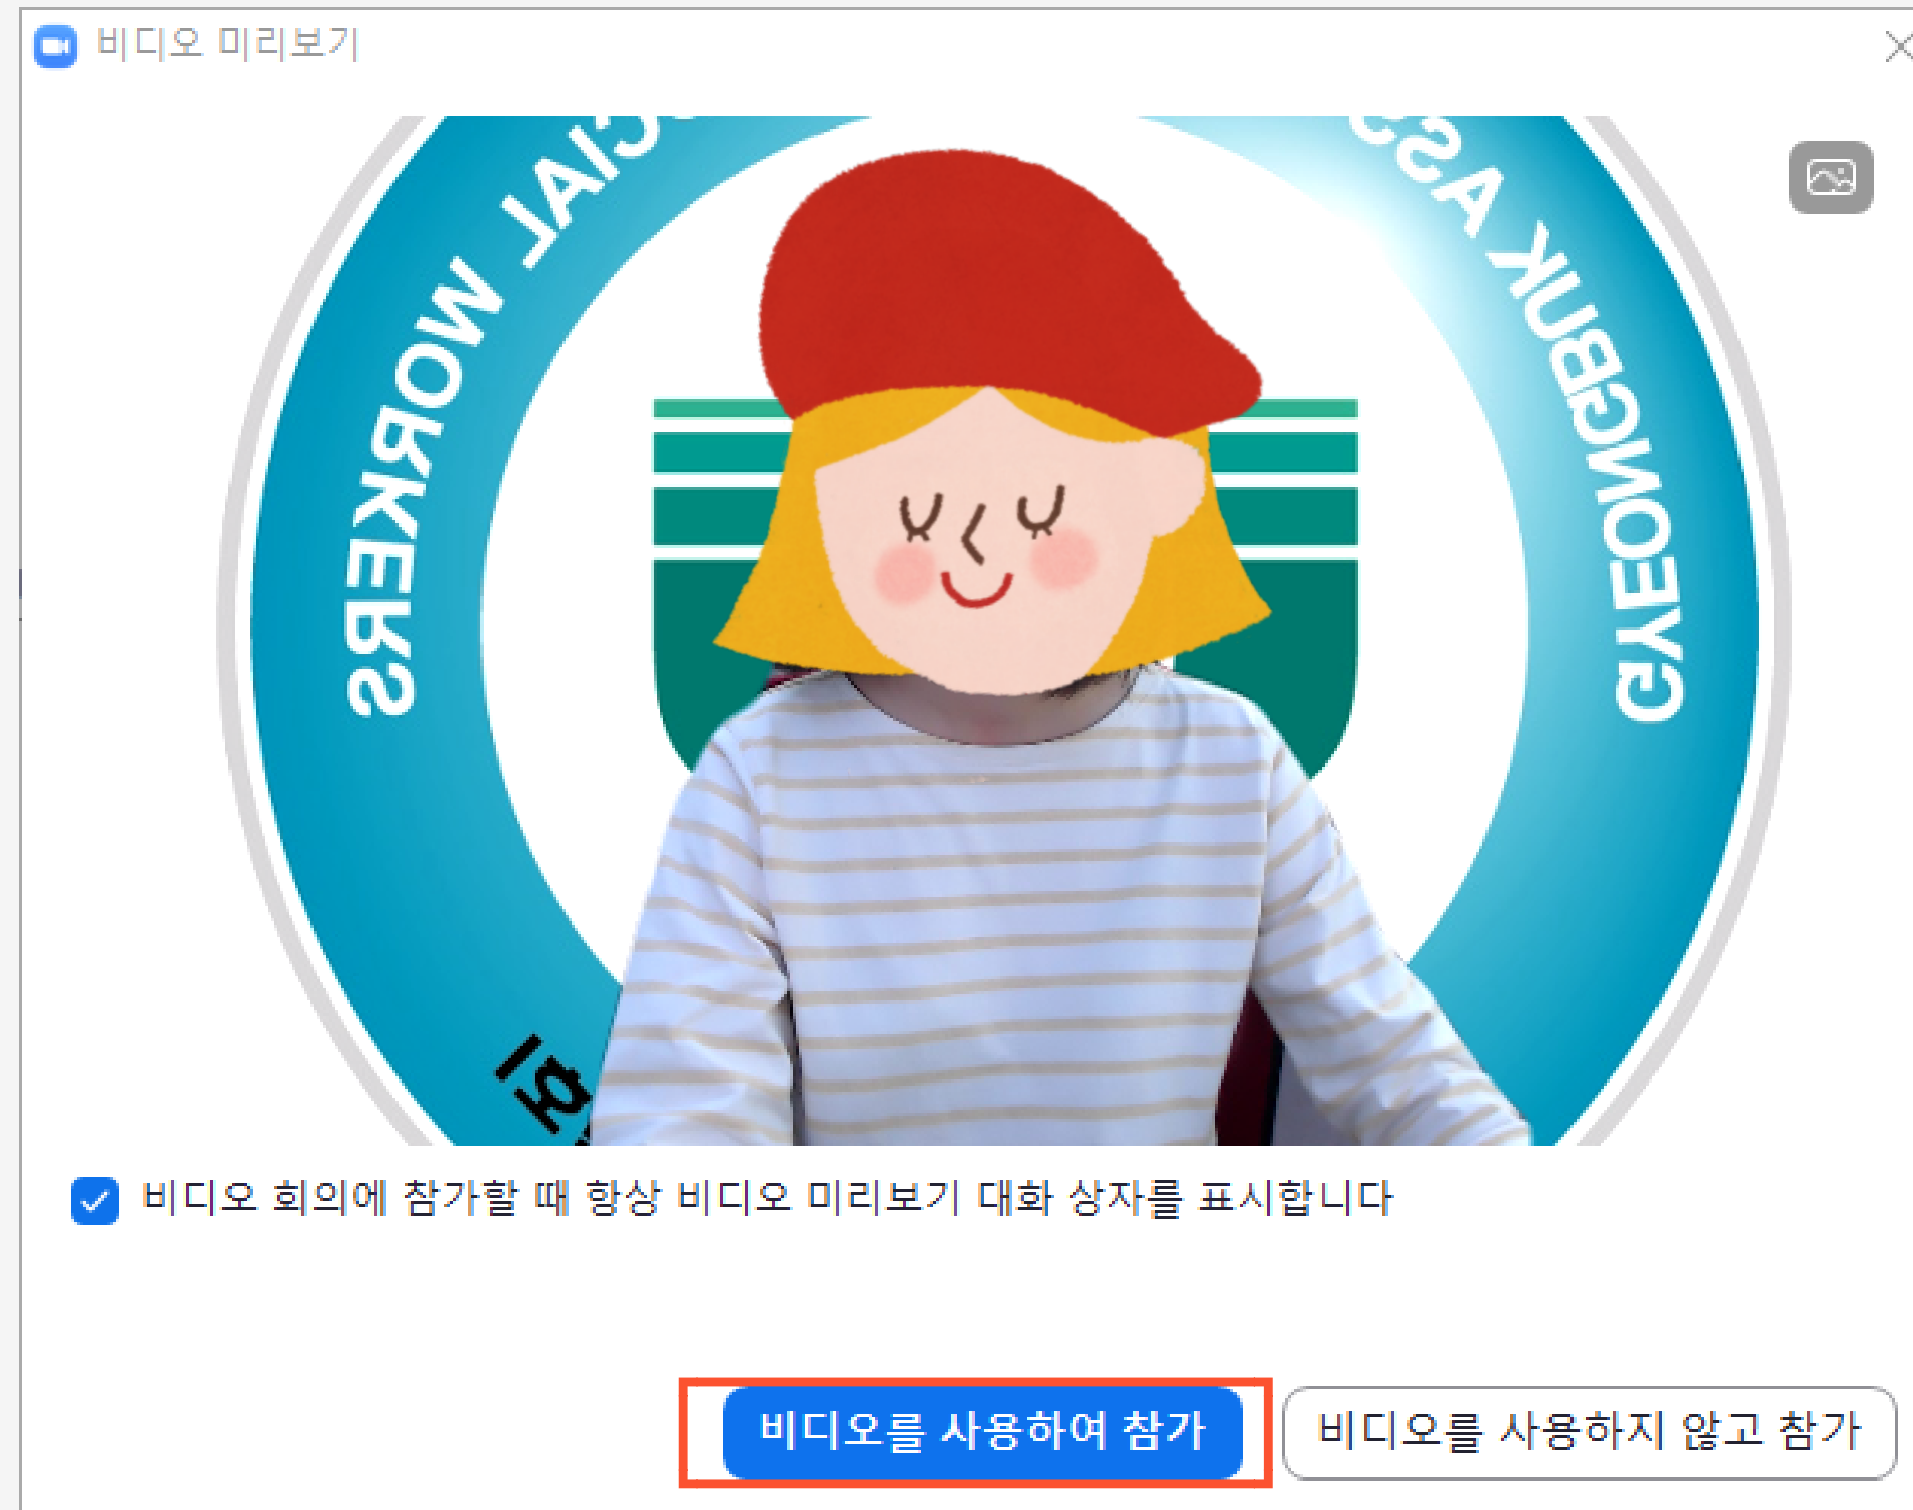 비디오 미리보기
SOCIAL WORKERS
GYEONGBUK ASS
회
비디오 회의에 참가할 때 항상 비디오 미리보기 대화 상자를 표시합니다
비디오를 사용하여 참가
비디오를 사용하지 않고 참가